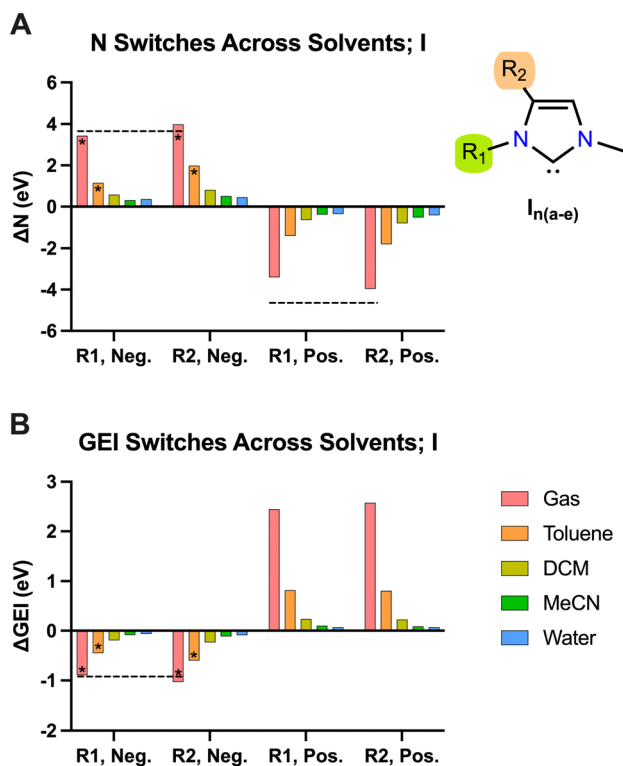 A
N Switches Across Solvents; I
ΔN (eV)
6
4
2
0
-2
-4
-6
*
*
*
*
R1, Neg.
R2, Neg.
R1, Pos.
R2, Pos.
R₂
R₁
N
N
Iₙ₍ₐ₋ₑ₎
B
GEI Switches Across Solvents; I
ΔGEI (eV)
3
2
1
0
-1
-2
*
*
*
*
R1, Neg.
R2, Neg.
R1, Pos.
R2, Pos.
Gas
Toluene
DCM
MeCN
Water